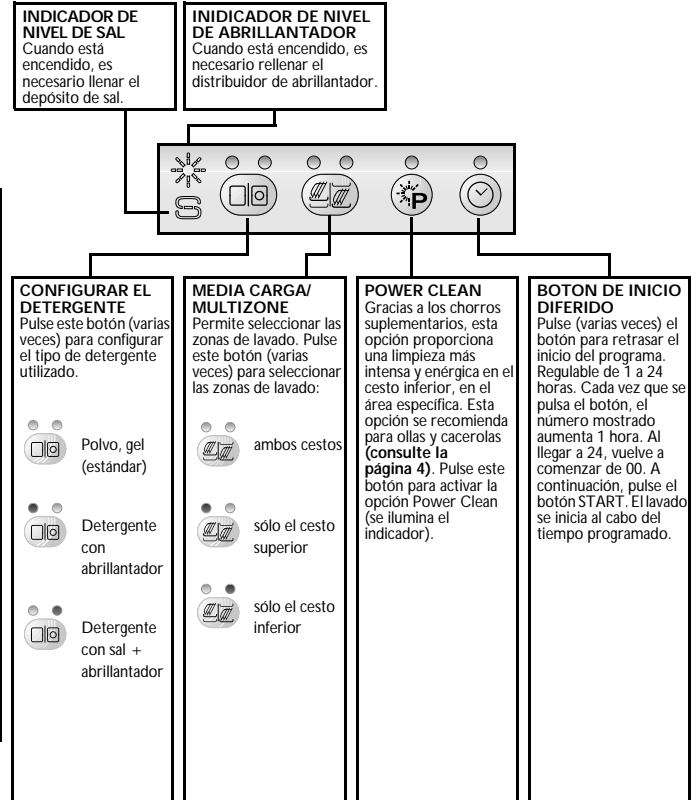 INDICADOR DE
NIVEL DE SAL
Cuando está
encendido, es
necesario llenar el
depósito de sal.
INIDICADOR DE NIVEL
DE ABRILLANTADOR
Cuando está encendido, es
necesario rellenar el
distribuidor de abrillantador.
P
CONFIGURAR EL
DETERGENTE
Pulse este botón (varias
veces) para configurar
el tipo de detergente
utilizado.
Polvo, gel
(estándar)
Detergente
con
abrillantador
Detergente
con sal +
abrillantador
MEDIA CARGA/
MULTIZONE
Permite seleccionar las
zonas de lavado. Pulse
este botón (varias
veces) para seleccionar
las zonas de lavado:
ambos cestos
sólo el cesto
superior
sólo el cesto
inferior
POWER CLEAN
Gracias a los chorros
suplementarios, esta
opción proporciona
una limpieza más
intensa y enérgica en el
cesto inferior, en el
área específica. Esta
opción se recomienda
para ollas y cacerolas
(consulte la
página 4). Pulse este
botón para activar la
opción Power Clean
(se ilumina el
indicador).
BOTON DE INICIO
DIFERIDO
Pulse (varias veces) el
botón para retrasar el
inicio del programa.
Regulable de 1 a 24
horas. Cada vez que se
pulsa el botón, el
número mostrado
aumenta 1 hora. Al
llegar a 24, vuelve a
comenzar de 00. A
continuación, pulse el
botón START. El lavado
se inicia al cabo del
tiempo programado.